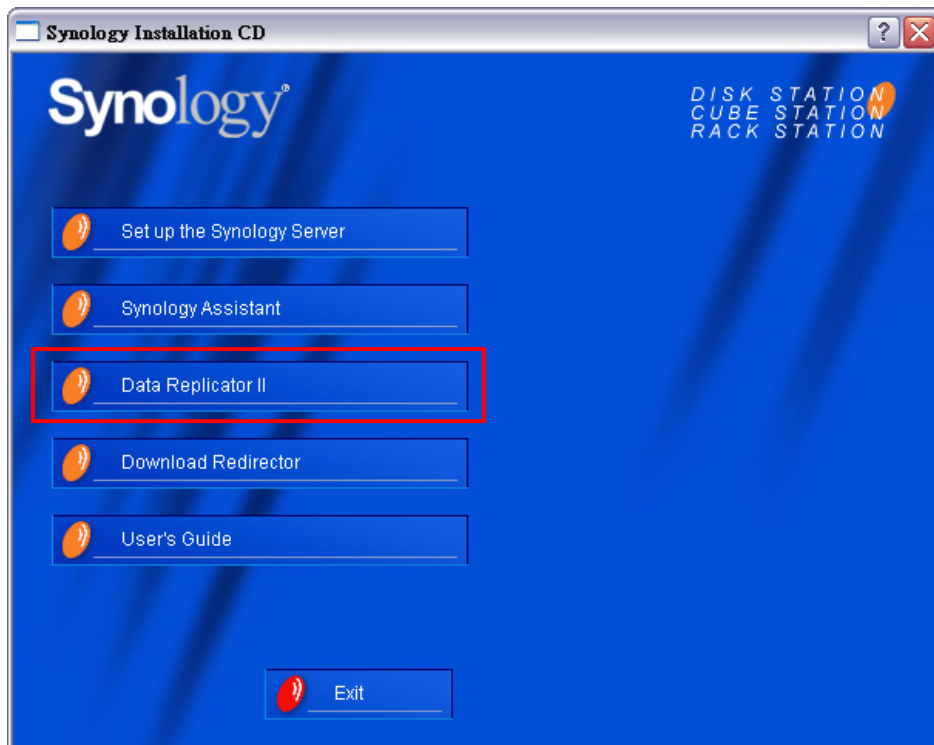 Synology Installation CD
Synology®
DISK STATION
CUBE STATION
RACK STATION
Set up the Synology Server
Synology Assistant
Data Replicator II
Download Redirector
User's Guide
Exit